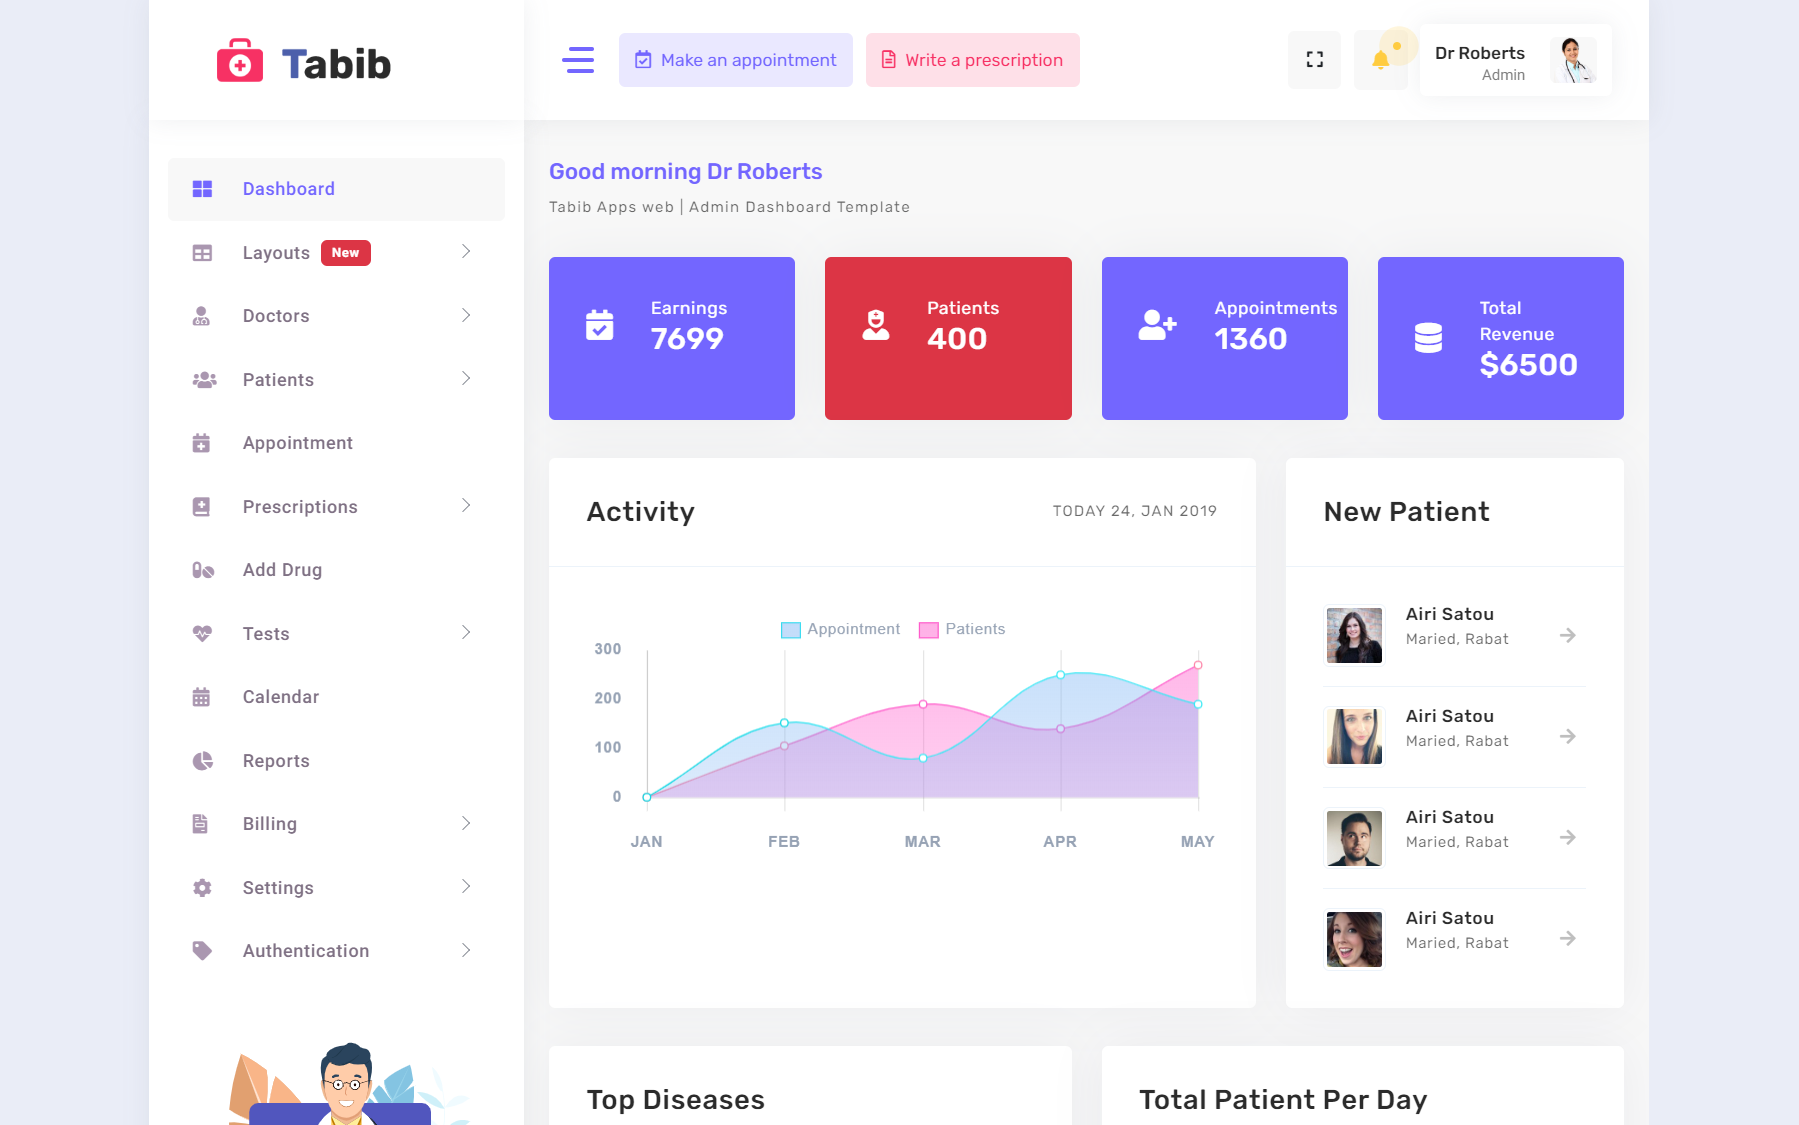 Tabib
Make an appointment
Write a prescription
Dr Roberts
Admin
Dashboard
Layouts New
Doctors
Patients
Appointment
Prescriptions
Add Drug
Tests
Calendar
Reports
Billing
Settings
Authentication
Good morning Dr Roberts
Tabib Apps web | Admin Dashboard Template
Earnings
7699
Patients
400
Appointments
1360
Total
Revenue
$6500
Activity
TODAY 24, JAN 2019
Appointment Patients
300
200
100
0
JAN FEB MAR APR MAY
New Patient
Airi Satou
Maried, Rabat
Airi Satou
Maried, Rabat
Airi Satou
Maried, Rabat
Airi Satou
Maried, Rabat
Top Diseases
Total Patient Per Day